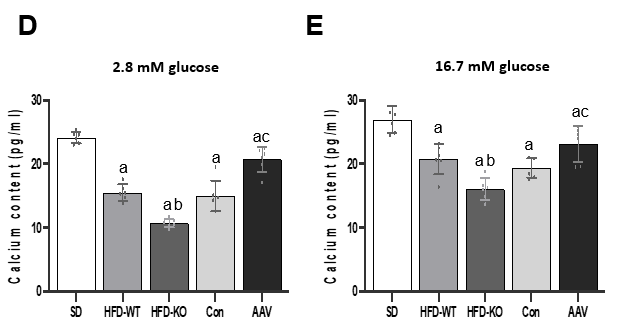 D
2.8 mM glucose
Calcium content (pg/ml)
30
20
10
0
a
ab
a
ac
SD
HFD-WT
HFD-KO
Con
AAV
E
16.7 mM glucose
Calcium content (pg/ml)
30
20
10
0
a
ab
a
ac
SD
HFD-WT
HFD-KO
Con
AAV